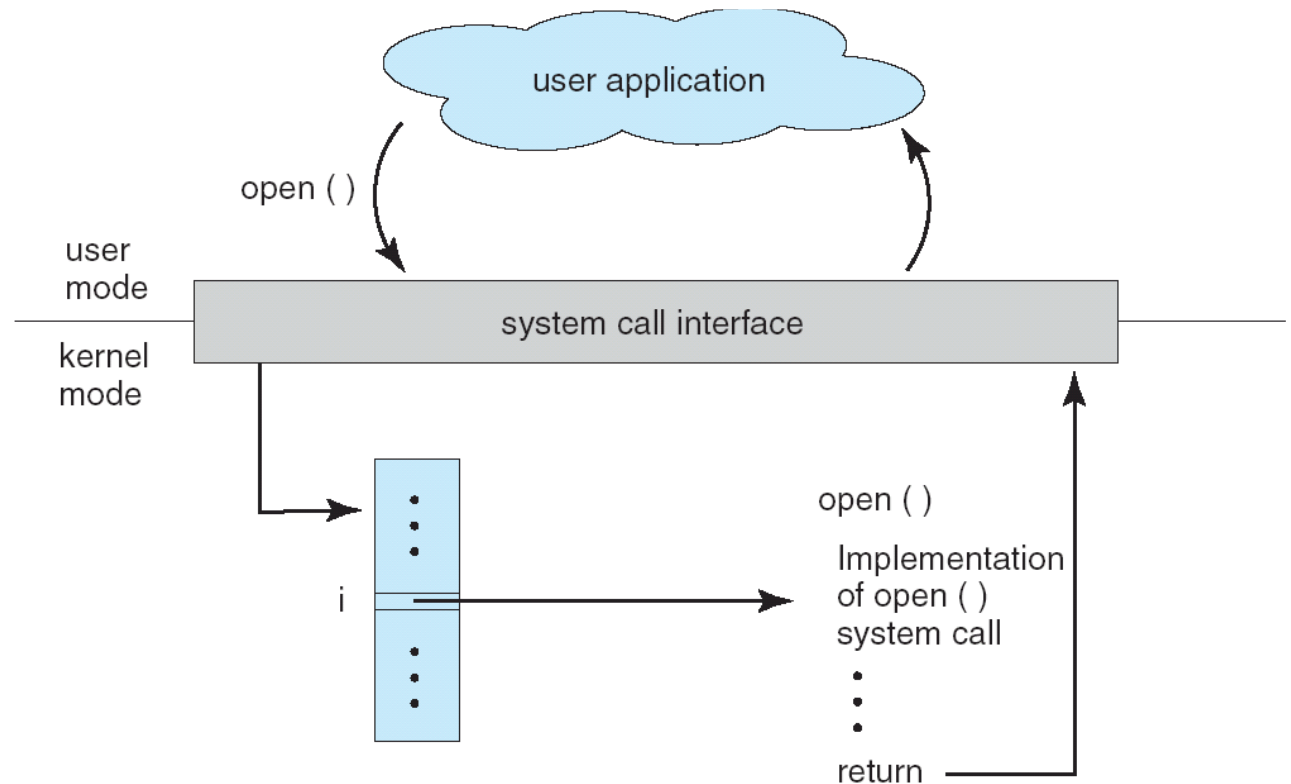 user application
open ( )
user
mode
system call interface
kernel
mode
open ( )
Implementation
i
of open ( )
system call
return